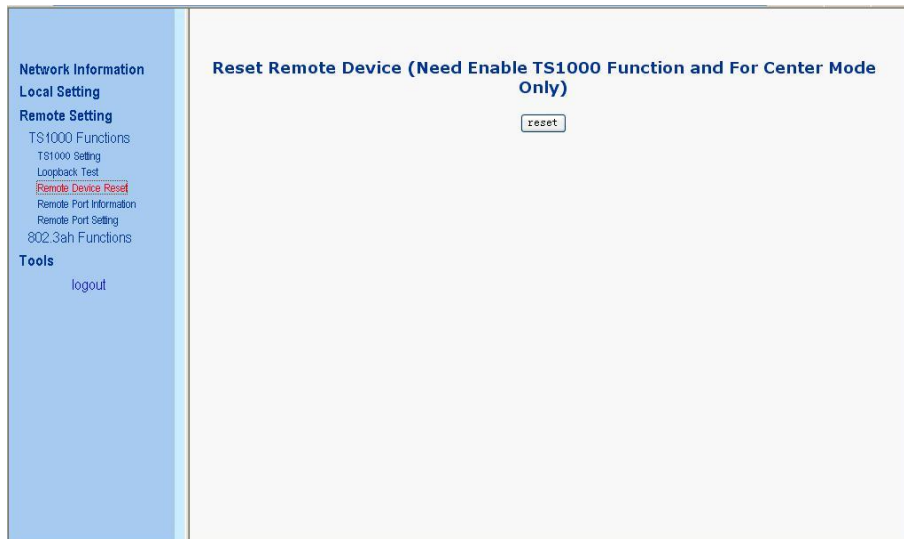 Network Information
Local Setting
Remote Setting
TS1000 Functions
TS1000 Setting
Loopback Test
Remote Device Reset
Remote Port Information
Remote Port Setting
802.3ah Functions
Tools
logout
Reset Remote Device (Need Enable TS1000 Function and For Center Mode
Only)
reset